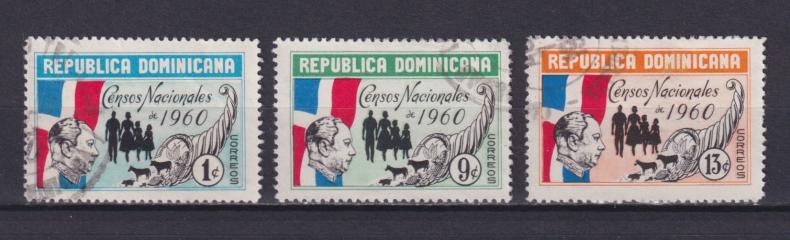 REPUBLICA DOMINICANA
Censos Nacionales
de 1960
1¢
CORREOS
REPUBLICA DOMINICANA
Censos Nacionales
de 1960
9¢
CORREOS
REPUBLICA DOMINICANA
Censos Nacionales
de 1960
13¢
CORREOS